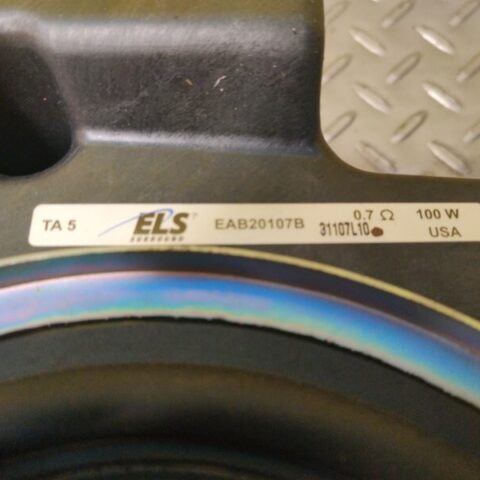 TA 5 ELS EAB20107B 0.7 Ω 100 W
SURROUND 31107L10 USA